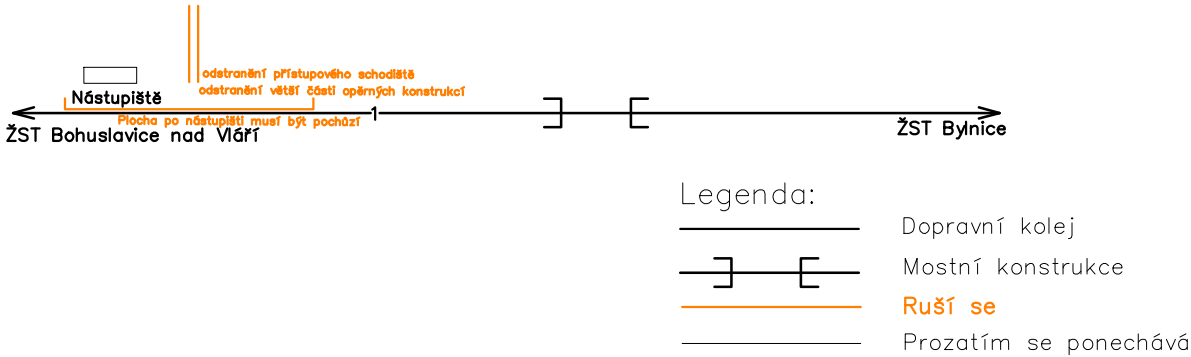 odstranění přístupového schodiště
odstranění větší části opěrných konstrukcí
Nástupiště
Plocha po nástupišti musí být pochůzí
1
ŽST Bohuslavice nad Vláří
ŽST Bylnice
Legenda:
Dopravní kolej
Mostní konstrukce
Ruší se
Prozatím se ponechává